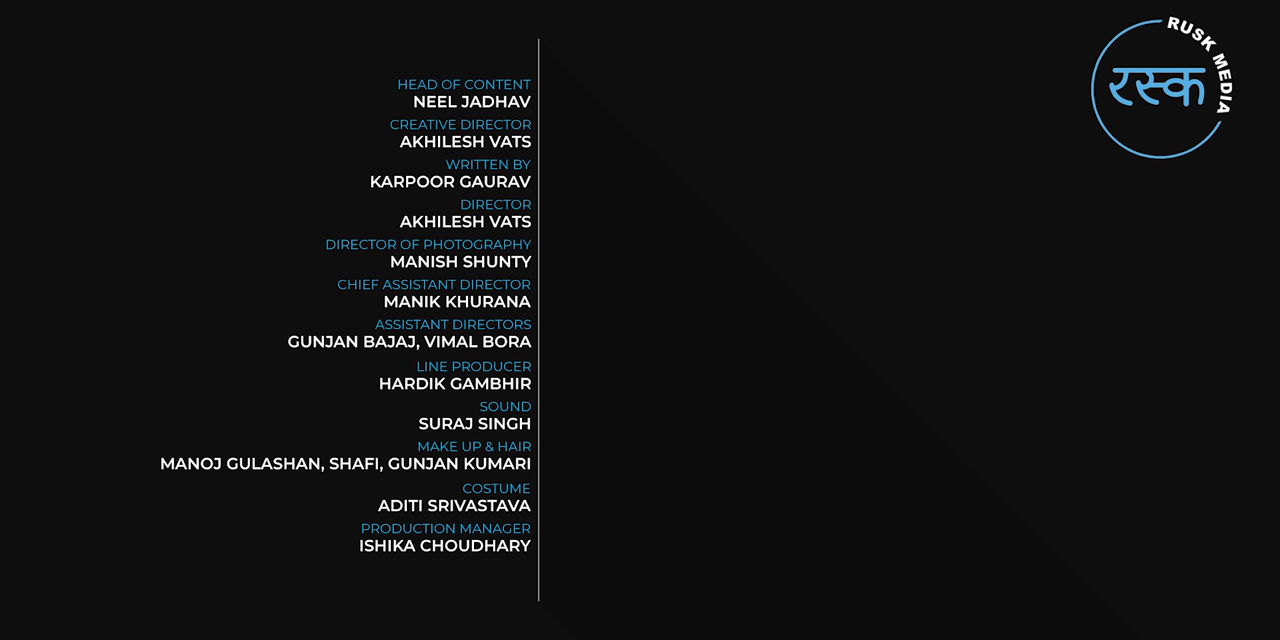 RUSK MEDIA
रस्क
HEAD OF CONTENT
NEEL JADHAV
CREATIVE DIRECTOR
AKHILESH VATS
WRITTEN BY
KARPOOR GAURAV
DIRECTOR
AKHILESH VATS
DIRECTOR OF PHOTOGRAPHY
MANISH SHUNTY
CHIEF ASSISTANT DIRECTOR
MANIK KHURANA
ASSISTANT DIRECTORS
GUNJAN BAJAJ, VIMAL BORA
LINE PRODUCER
HARDIK GAMBHIR
SOUND
SURAJ SINGH
MAKE UP & HAIR
MANOJ GULASHAN, SHAFI, GUNJAN KUMARI
COSTUME
ADITI SRIVASTAVA
PRODUCTION MANAGER
ISHIKA CHOUDHARY